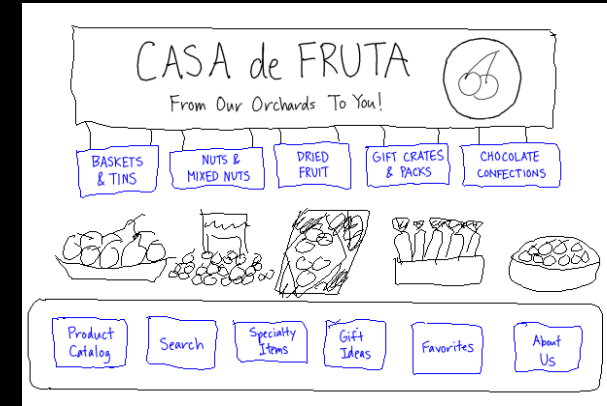 CASA de FRUTA
From Our Orchards To You!
BASKETS
& TINS
NUTS &
MIXED NUTS
DRIED
FRUIT
GIFT CRATES
& PACKS
CHOCOLATE
CONFECTIONS
Product
Catalog
Search
Specialty
Items
Gift
Ideas
Favorites
About
Us